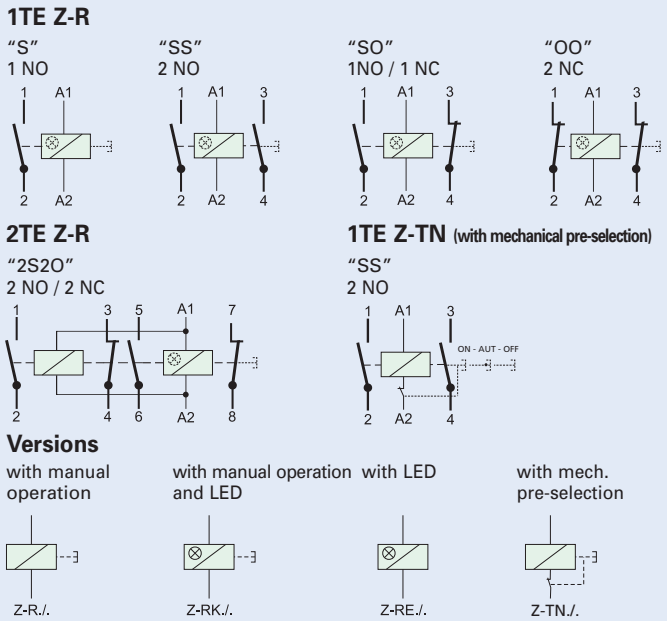 1TE Z-R
“S”
1 NO
“SS”
2 NO
“SO”
1NO / 1 NC
“OO”
2 NC
1 A1
2 A2
1 A1 3
2 A2 4
1 A1 3
2 A2 4
1 A1 3
2 A2 4
2TE Z-R
“2S2O”
2 NO / 2 NC
1 3 5 A1 7
2 4 6 A2 8
1TE Z-TN (with mechanical pre-selection)
“SS”
2 NO
1 A1 3
ON - AUT - OFF
2 A2 4
Versions
with manual
operation
with manual operation
and LED
with LED
with mech.
pre-selection
Z-R./.
Z-RK./.
Z-RE./.
Z-TN./.